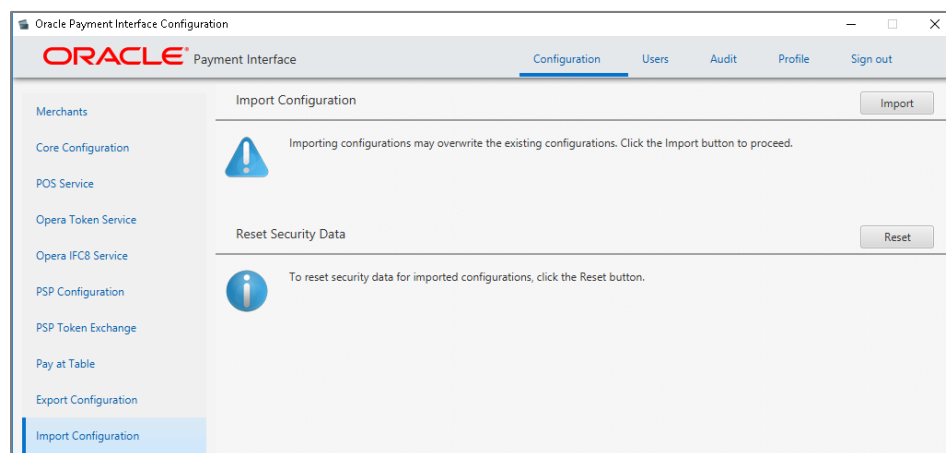 Oracle Payment Interface Configuration
ORACLE® Payment Interface
Configuration Users Audit Profile Sign out
Merchants
Core Configuration
POS Service
Opera Token Service
Opera IFC8 Service
PSP Configuration
PSP Token Exchange
Pay at Table
Export Configuration
Import Configuration
Import Configuration
Import
Importing configurations may overwrite the existing configurations. Click the Import button to proceed.
Reset Security Data
Reset
To reset security data for imported configurations, click the Reset button.